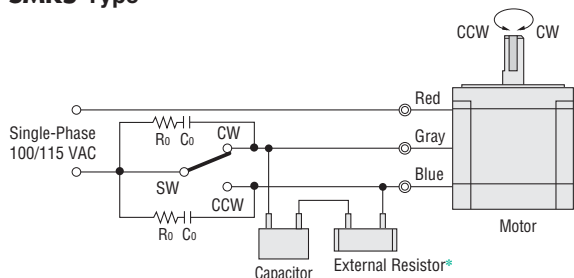 SMK5 Type
CCW CW
Red
Single-Phase
100/115 VAC
R0 C0
CW
Gray
SW
Blue
CCW
R0 C0
Motor
Capacitor
External Resistor*